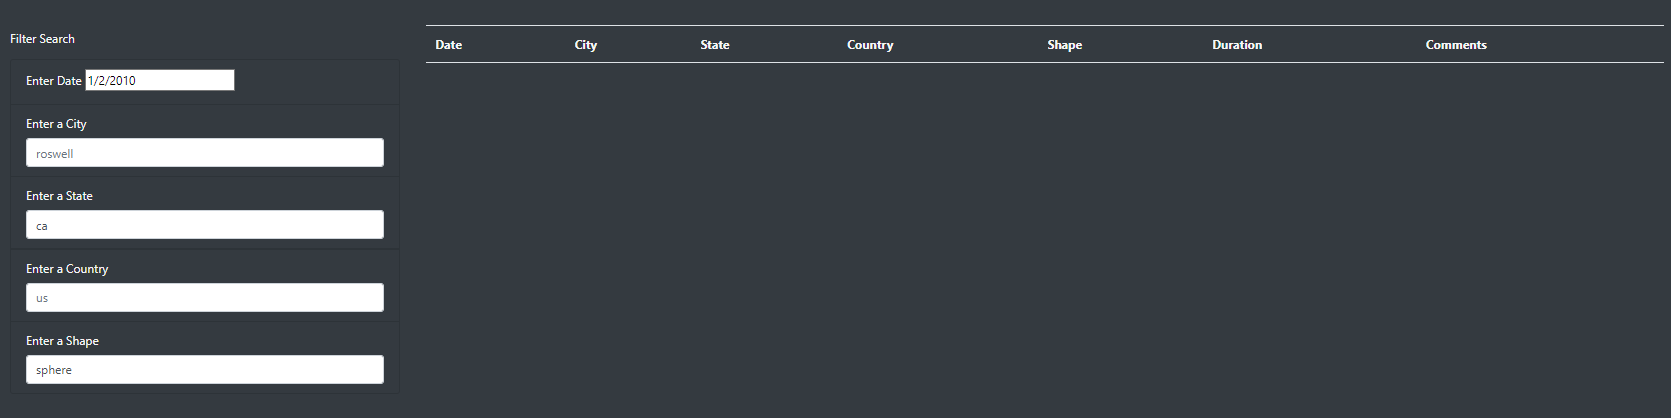 Filter Search
Enter Date 1/2/2010
Enter a City
roswell
Enter a State
ca
Enter a Country
us
Enter a Shape
sphere
Date City State Country Shape Duration Comments